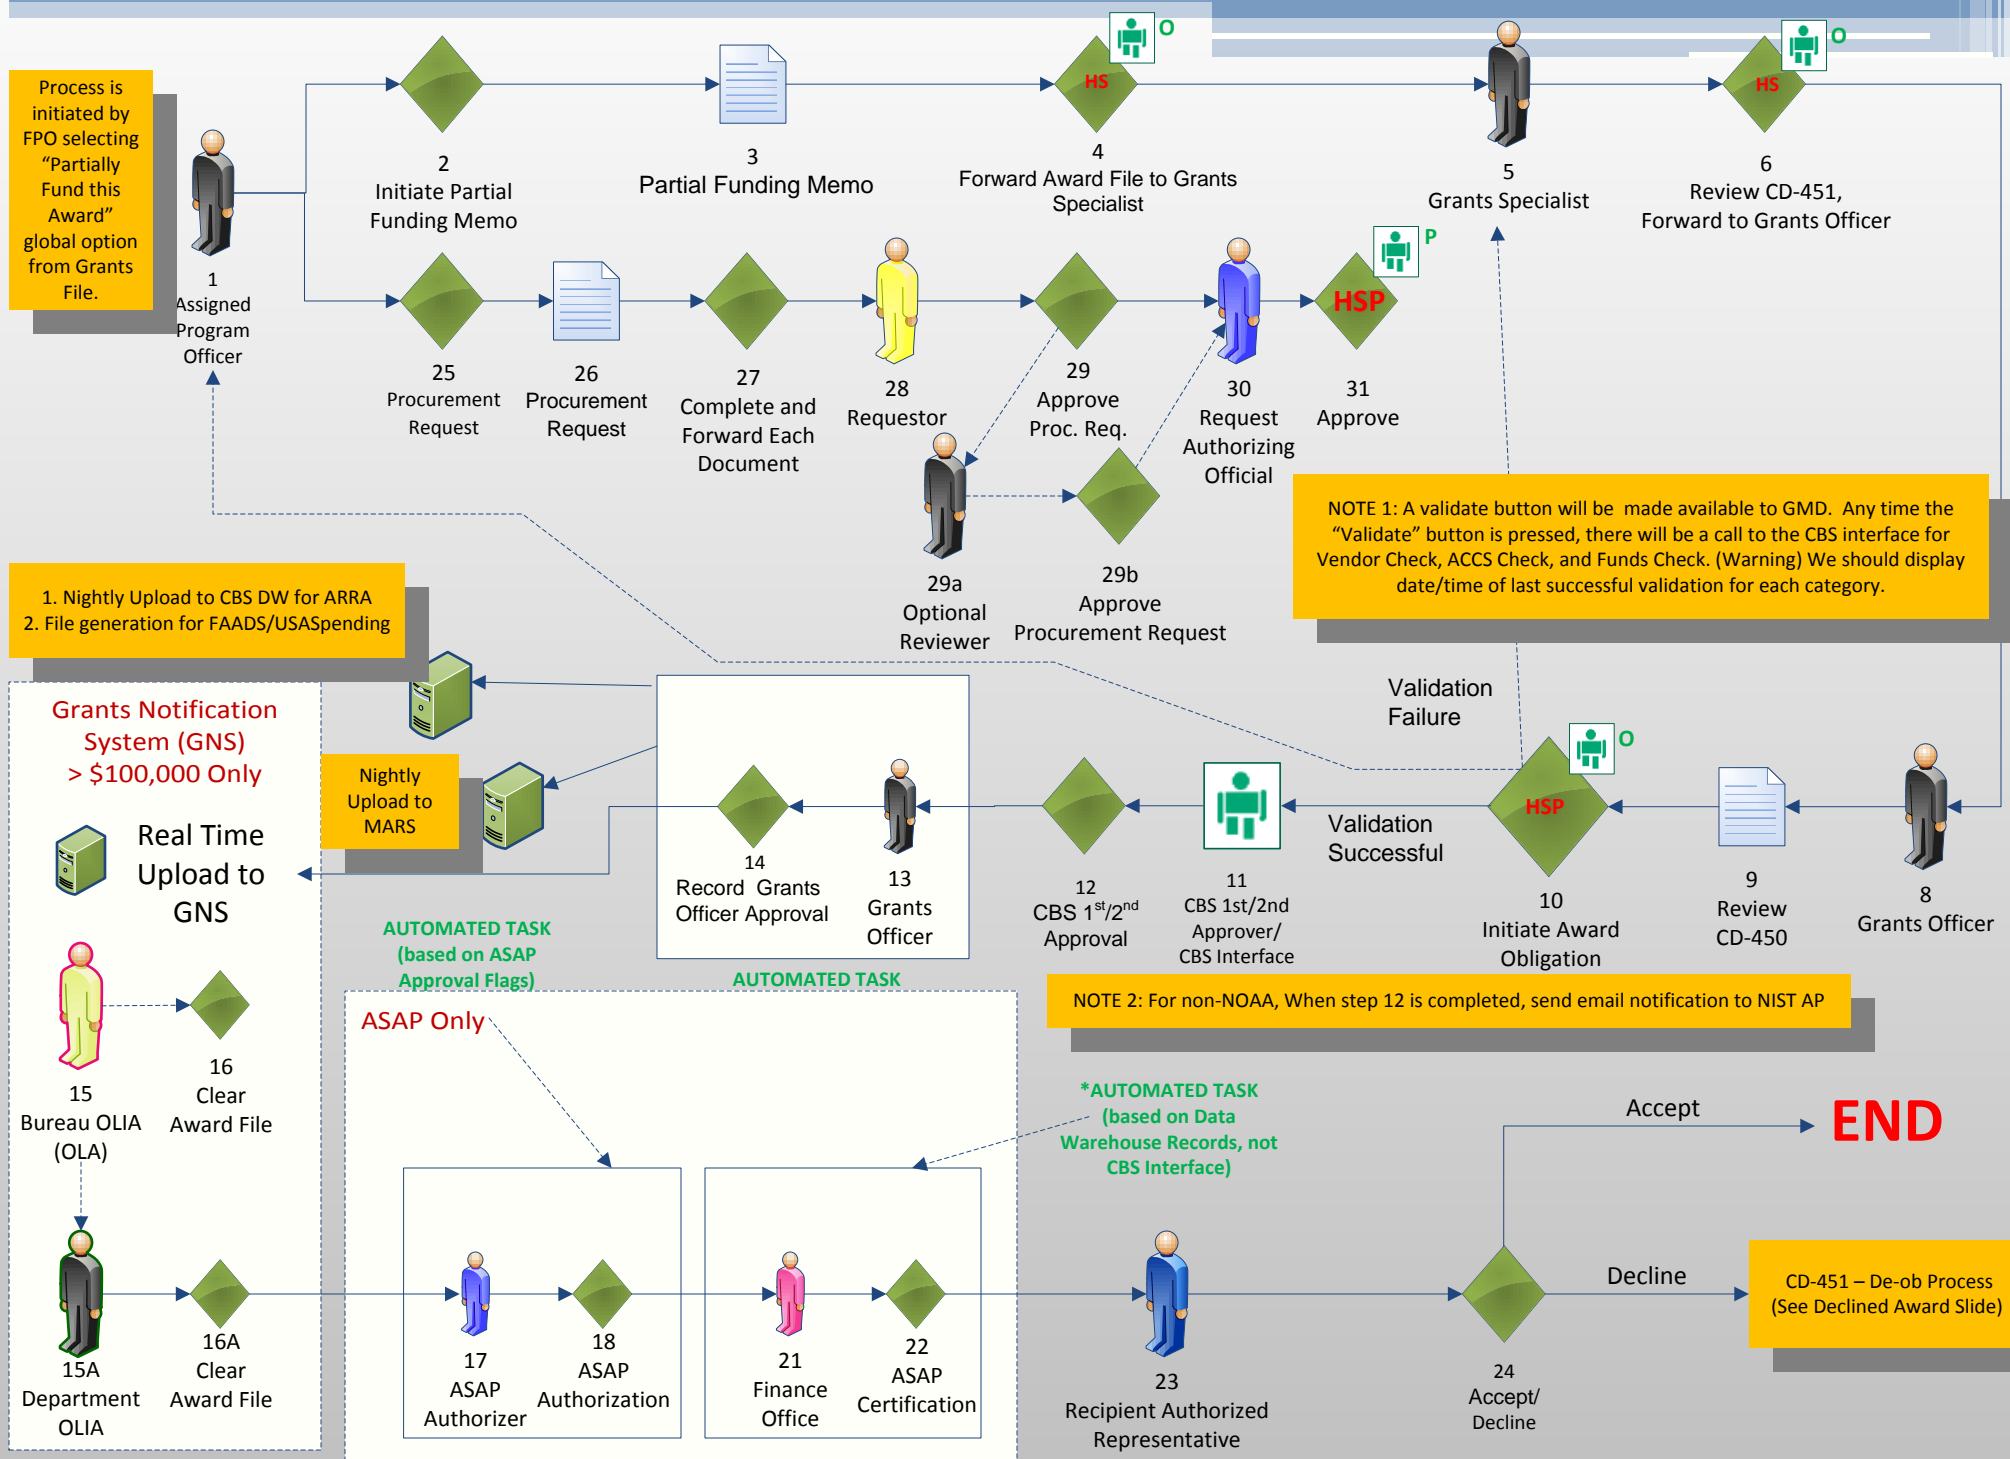 Process is
initiated by
FPO selecting
“Partially
Fund this
Award”
global option
from Grants
File.
1
Assigned
Program
Officer
2
Initiate Partial
Funding Memo
3
Partial Funding Memo
HS
O
4
Forward Award File to Grants
Specialist
5
Grants Specialist
HS
O
6
Review CD-451,
Forward to Grants Officer
25
Procurement
Request
26
Procurement
Request
27
Complete and
Forward Each
Document
28
Requestor
29
Approve
Proc. Req.
30
Request
Authorizing
Official
HSP
P
31
Approve
29a
Optional
Reviewer
29b
Approve
Procurement Request
NOTE 1: A validate button will be made available to GMD. Any time the
“Validate” button is pressed, there will be a call to the CBS interface for
Vendor Check, ACCS Check, and Funds Check. (Warning) We should display
date/time of last successful validation for each category.
1. Nightly Upload to CBS DW for ARRA
2. File generation for FAADS/USASpending
Grants Notification
System (GNS)
> $100,000 Only
Real Time
Upload to
GNS
Nightly
Upload to
MARS
Validation
Failure
Validation
Successful
8
Grants Officer
9
Review
CD-450
HSP
O
10
Initiate Award
Obligation
11
CBS 1st/2nd
Approver/
CBS Interface
12
CBS 1st/2nd
Approval
13
Grants
Officer
14
Record Grants
Officer Approval
AUTOMATED TASK
(based on ASAP
Approval Flags)
AUTOMATED TASK
NOTE 2: For non-NOAA, When step 12 is completed, send email notification to NIST AP
15
Bureau OLIA
(OLA)
16
Clear
Award File
15A
Department
OLIA
16A
Clear
Award File
ASAP Only
*AUTOMATED TASK
(based on Data
Warehouse Records, not
CBS Interface)
17
ASAP
Authorizer
18
ASAP
Authorization
21
Finance
Office
22
ASAP
Certification
23
Recipient Authorized
Representative
24
Accept/
Decline
Accept
END
Decline
CD-451 – De-ob Process
(See Declined Award Slide)